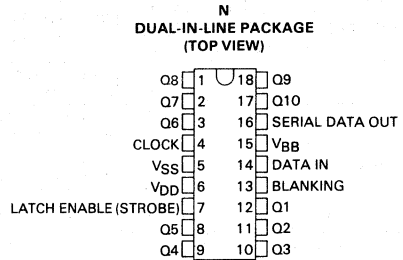 N
DUAL-IN-LINE PACKAGE
(TOP VIEW)
Q8 1 18 Q9
Q7 2 17 Q10
Q6 3 16 SERIAL DATA OUT
CLOCK 4 15 VBB
VSS 5 14 DATA IN
VDD 6 13 BLANKING
LATCH ENABLE (STROBE) 7 12 Q1
Q5 8 11 Q2
Q4 9 10 Q3